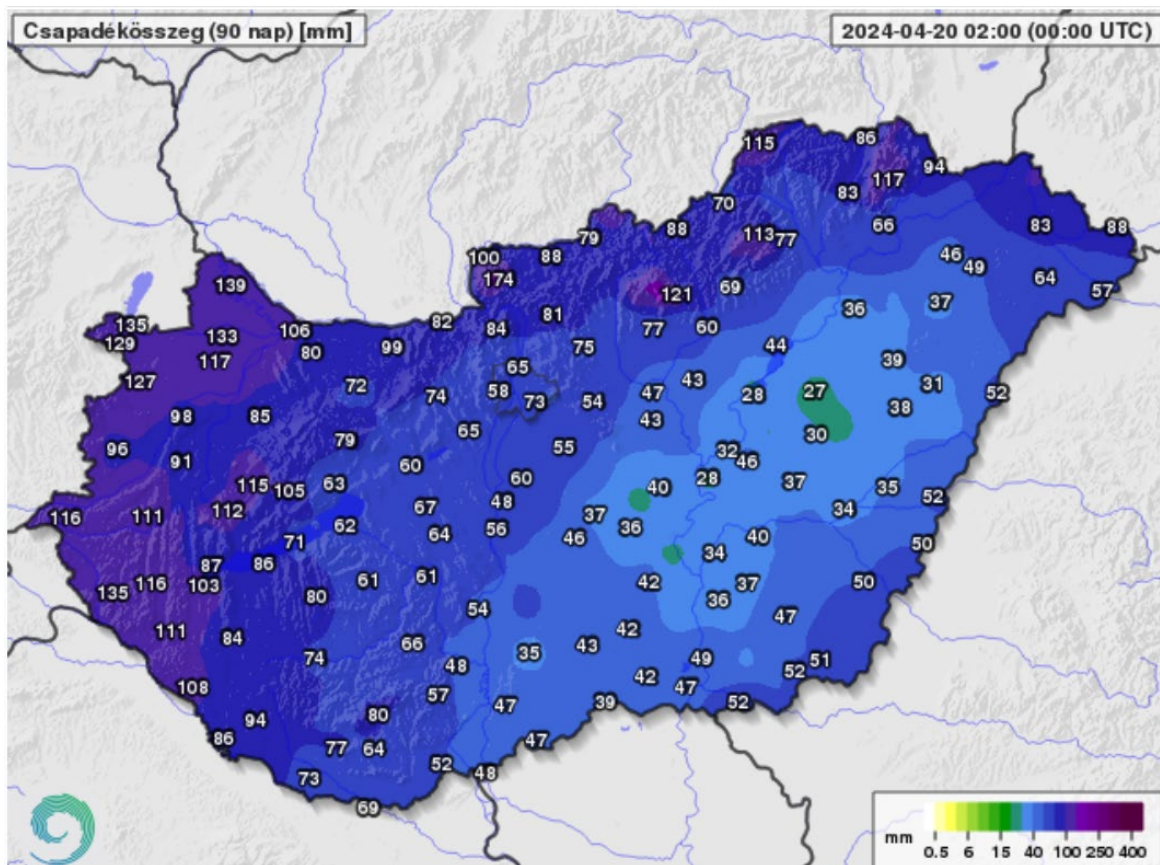 Csapadékösszeg (90 nap) [mm]
2024-04-20 02:00 (00:00 UTC)
115 86
117 94
83
70
66 83 88
79 88 113 77
100 88 46 49
174 64 57
139 121 69 37
36
135 133 106 82 84 81 77 60
129 117 80 99 75 44
65 39
127 72 74 58 73 54 47 43 28 27 31 52
98 85 65 43 38
79 30
96 91 60 55 32 46
115 105 63 60 40 28 37 35
116 111 112 62 67 48 37 34 52
71 64 56 46 36 40 50
87 86 34
135 116 103 80 61 61 42 37 50
54 36 47
111 84 66 42
74 48 35 43 49 51
108 57 47 42 47 52
94 80 39 52
86 77 64 47
73 52 48
69
mm
0.5 6 15 40 100 250 400